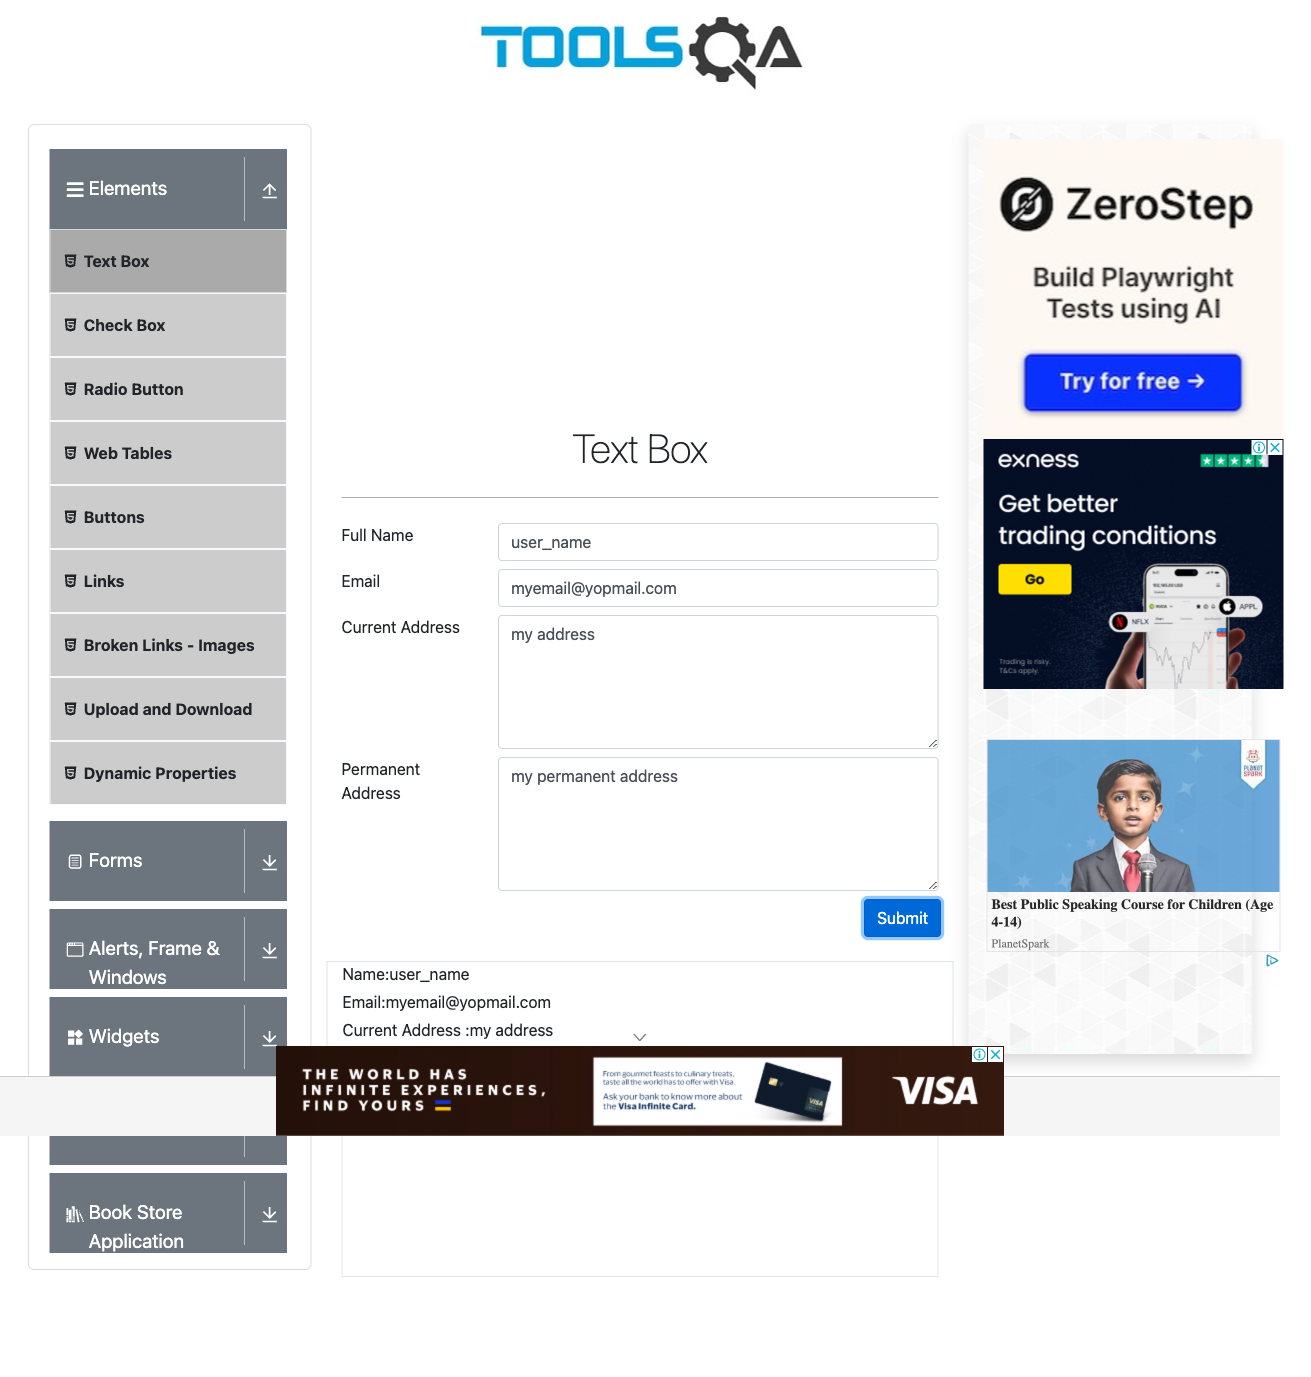 TOOLSQA
Elements
Text Box
Check Box
Radio Button
Web Tables
Buttons
Links
Broken Links - Images
Upload and Download
Dynamic Properties
Forms
Alerts, Frame &
Windows
Widgets
Book Store
Application
Text Box
Full Name
user_name
Email
myemail@yopmail.com
Current Address
my address
Permanent
Address
my permanent address
Submit
Name:user_name
Email:myemail@yopmail.com
Current Address :my address
ZeroStep
Build Playwright
Tests using AI
Try for free →
exness
Get better
trading conditions
Go
NFLX
APPL
Trading is risky.
T&Cs apply.
PLANET
SPARK
Best Public Speaking Course for Children (Age
4-14)
PlanetSpark
THE WORLD HAS
INFINITE EXPERIENCES,
FIND YOURS
From gourmet feasts to culinary treats,
taste all the world has to offer with Visa.
Ask your bank to know more about
the Visa Infinite Card.
VISA